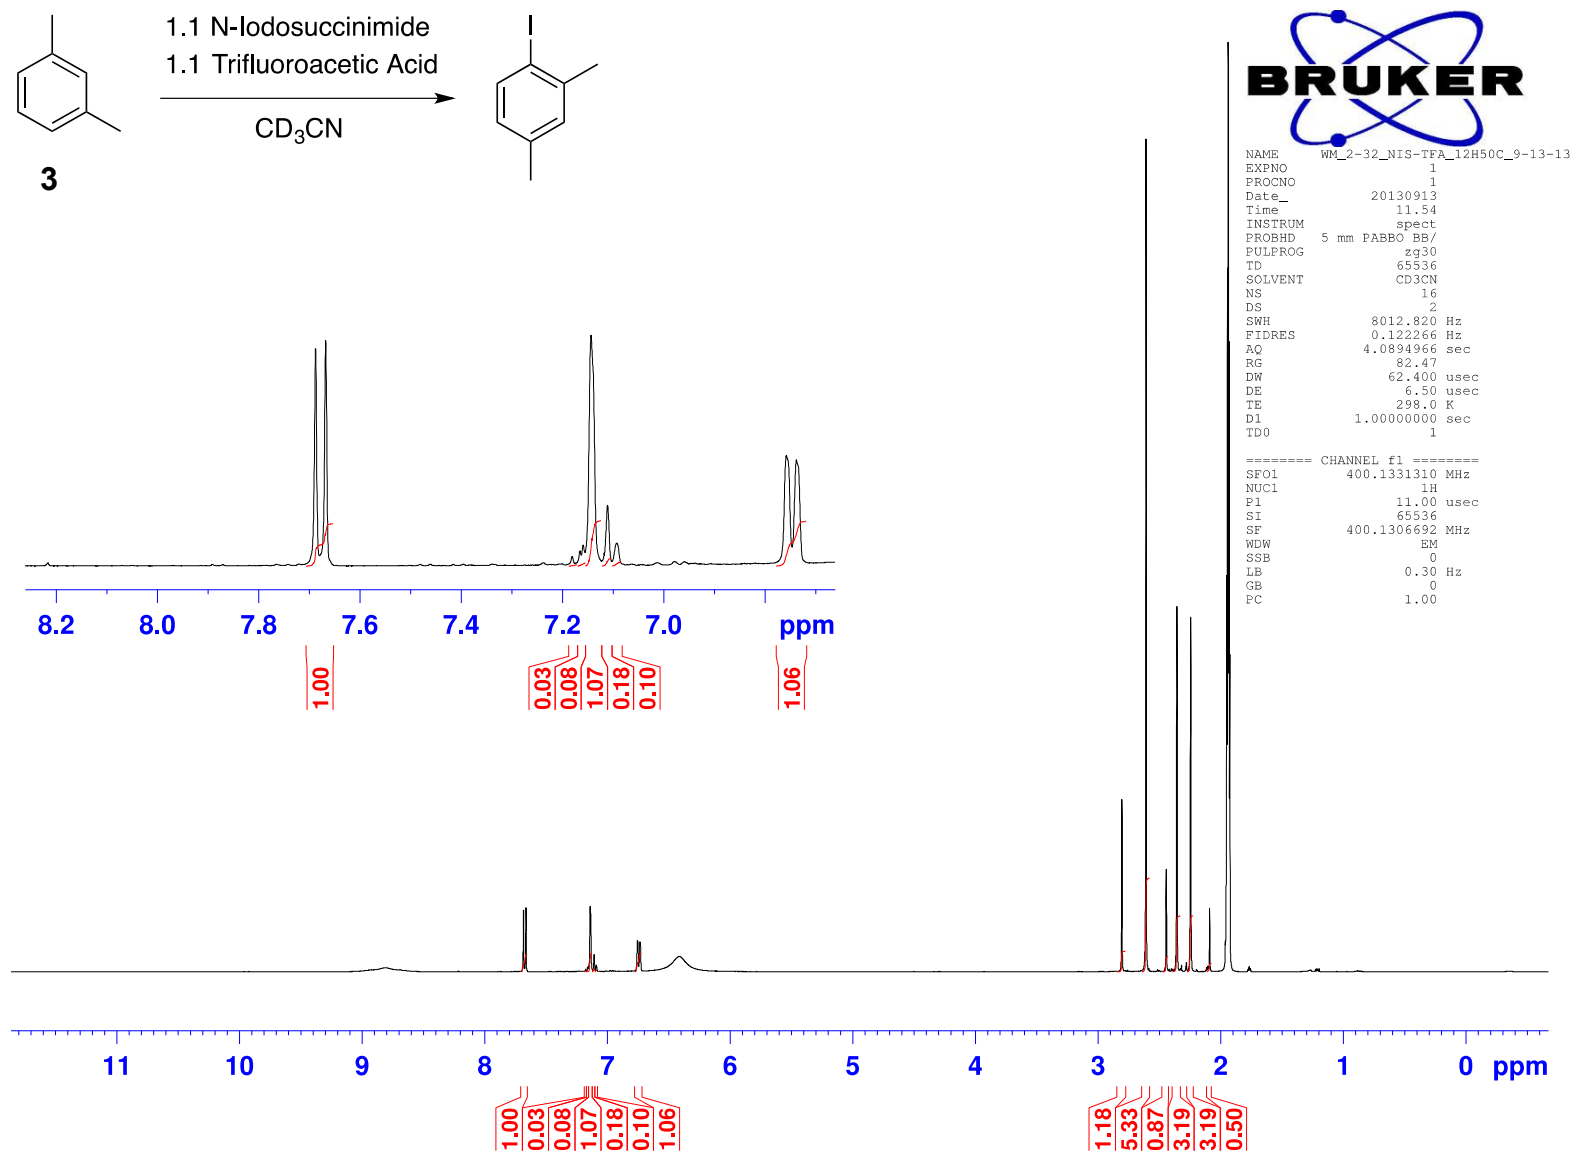 1.1 N-Iodosuccinimide
1.1 Trifluoroacetic Acid
CD3CN
3
I
BRUKER
NAME WM_2-32_NIS-TFA_12H50C_9-13-13
EXPNO 1
PROCNO 1
Date_ 20130913
Time 11.54
INSTRUM spect
PROBHD 5 mm PABBO BB/
PULPROG zg30
TD 65536
SOLVENT CD3CN
NS 16
DS 2
SWH 8012.820 Hz
FIDRES 0.122266 Hz
AQ 4.0894966 sec
RG 82.47
DW 62.400 usec
DE 6.50 usec
TE 298.0 K
D1 1.00000000 sec
TD0 1
======== CHANNEL f1 ========
SFO1 400.1331310 MHz
NUC1 1H
P1 11.00 usec
SI 65536
SF 400.1306692 MHz
WDW EM
SSB 0
LB 0.30 Hz
GB 0
PC 1.00
8.2 8.0 7.8 7.6 7.4 7.2 7.0 ppm
1.00 0.03 0.08 1.07 0.18 0.10 1.06
11 10 9 8 7 6 5 4 3 2 1 0 ppm
1.00 0.03 0.08 1.07 0.18 0.10 1.06 1.18 5.33 0.87 3.19 3.19 0.50